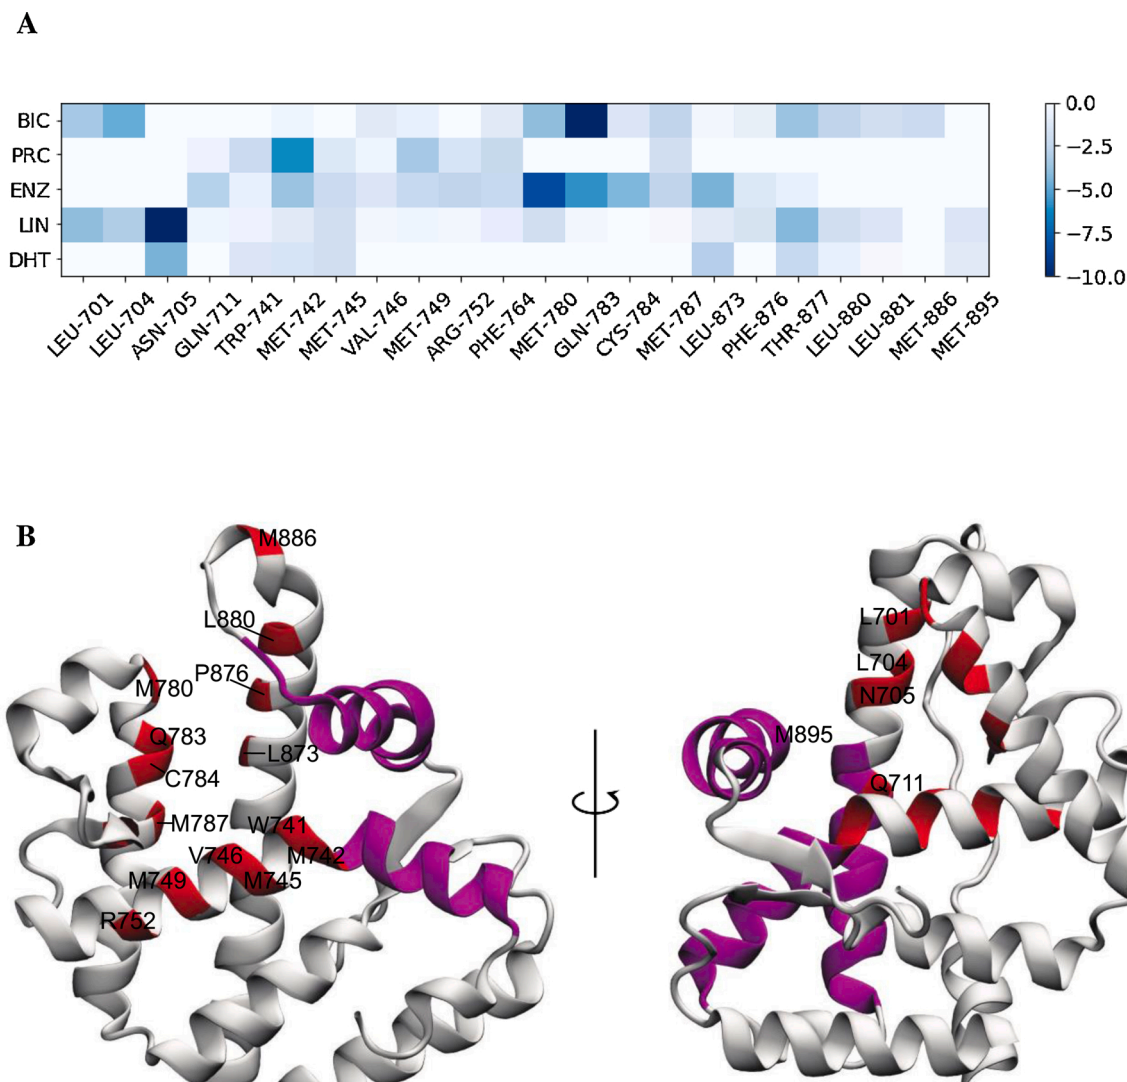 A
BIC
PRC
ENZ
LIN
DHT
0.0
−2.5
−5.0
−7.5
−10.0
LEU-701
LEU-704
ASN-705
GLN-711
TRP-741
MET-742
MET-745
VAL-746
MET-749
ARG-752
PHE-764
MET-780
GLN-783
CYS-784
MET-787
LEU-873
PHE-876
THR-877
LEU-880
LEU-881
MET-886
MET-895
B
M886
L880
P876
M780
Q783
L873
C784
M787
W741
V746
M742
M749
M745
R752
L701
L704
N705
M895
Q711